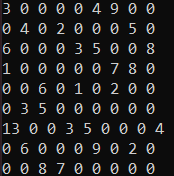 3 0 0 0 0 4 9 0 0
0 4 0 2 0 0 0 5 0
6 0 0 0 3 5 0 0 8
1 0 0 0 0 0 7 8 0
0 0 6 0 1 0 2 0 0
0 3 5 0 0 0 0 0 0
13 0 0 3 5 0 0 0 4
0 6 0 0 0 9 0 2 0
0 0 8 7 0 0 0 0 0